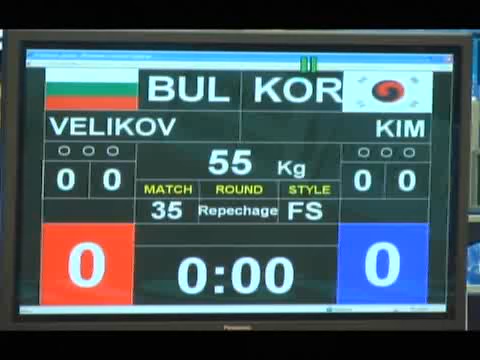 BUL KOR
VELIKOV KIM
○ ○ ○ 55 Kg ○ ○ ○
0 0 0 0
MATCH ROUND STYLE
35 Repechage FS
0 0:00 0
Panasonic